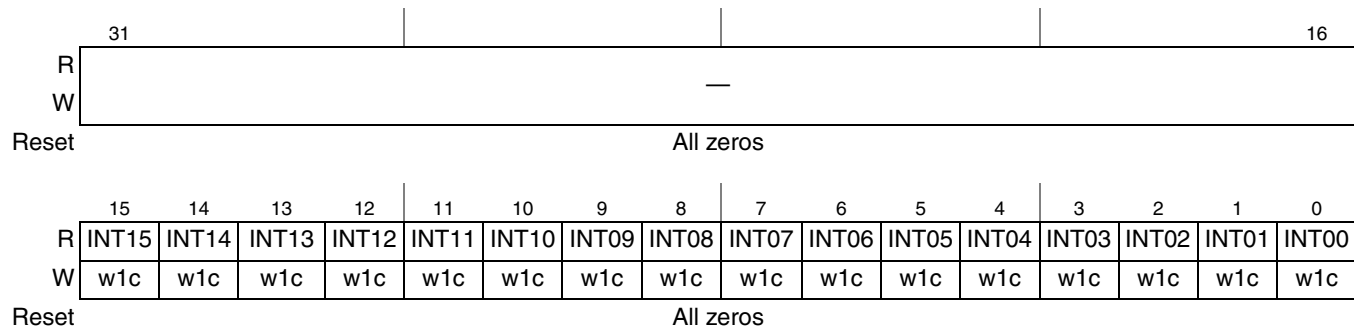 31 16
R
—
W
Reset All zeros
15 14 13 12 11 10 9 8 7 6 5 4 3 2 1 0
R INT15 INT14 INT13 INT12 INT11 INT10 INT09 INT08 INT07 INT06 INT05 INT04 INT03 INT02 INT01 INT00
W w1c w1c w1c w1c w1c w1c w1c w1c w1c w1c w1c w1c w1c w1c w1c w1c
Reset All zeros